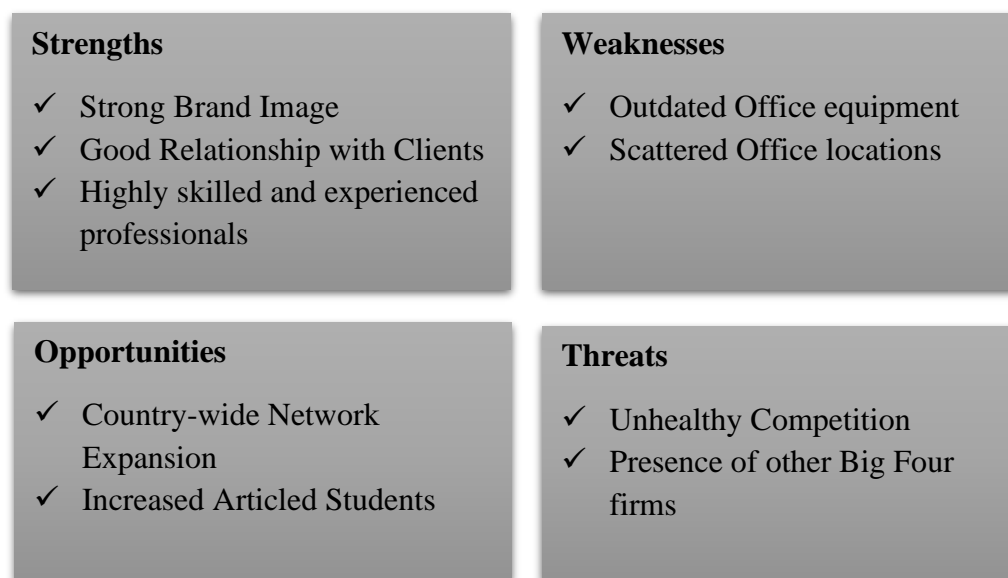 Strengths
✓ Strong Brand Image
✓ Good Relationship with Clients
✓ Highly skilled and experienced
professionals
Weaknesses
✓ Outdated Office equipment
✓ Scattered Office locations
Opportunities
✓ Country-wide Network
Expansion
✓ Increased Articled Students
Threats
✓ Unhealthy Competition
✓ Presence of other Big Four
firms